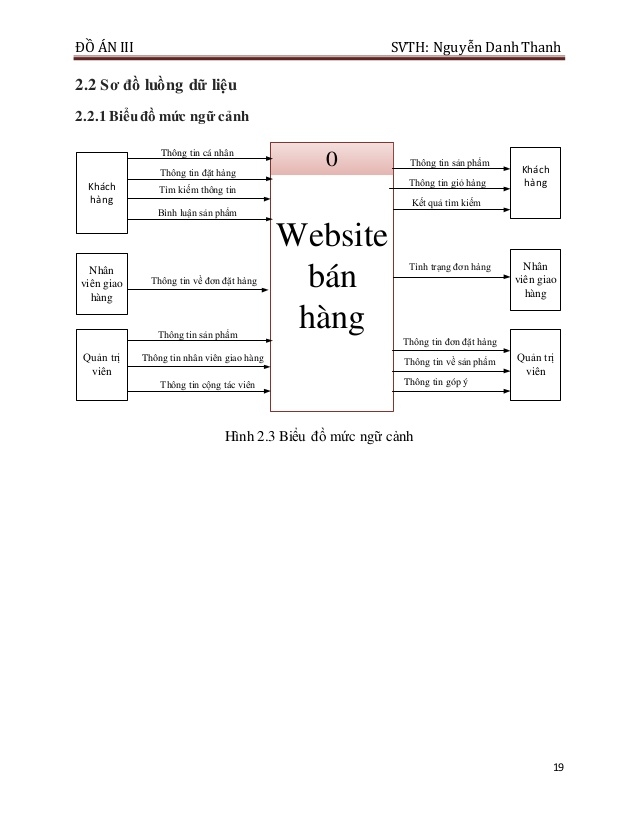 ĐỒ ÁN III SVTH: Nguyễn Danh Thanh
2.2 Sơ đồ luồng dữ liệu
2.2.1 Biểu đồ mức ngữ cảnh
Khách
hàng
Thông tin cá nhân
Thông tin đặt hàng
Tìm kiếm thông tin
Bình luận sản phẩm
Nhân
viên giao
hàng
Thông tin về đơn đặt hàng
Quản trị
viên
Thông tin sản phẩm
Thông tin nhân viên giao hàng
Thông tin cộng tác viên
0
Website
bán
hàng
Thông tin sản phẩm
Thông tin giỏ hàng
Kết quả tìm kiếm
Khách
hàng
Tình trạng đơn hàng
Nhân
viên giao
hàng
Thông tin đơn đặt hàng
Thông tin về sản phẩm
Thông tin góp ý
Quản trị
viên
Hình 2.3 Biểu đồ mức ngữ cảnh
19